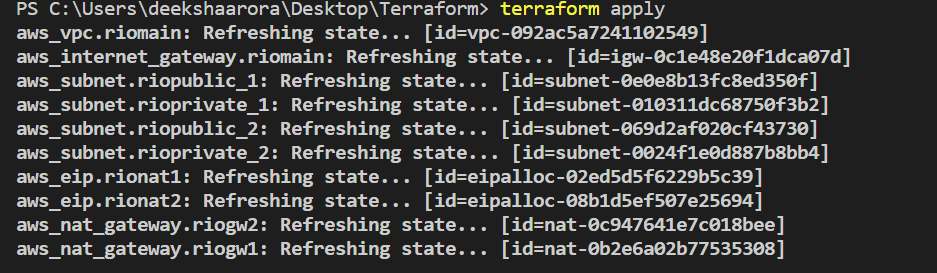 PS C:\Users\deekshaarora\Desktop\Terraform> terraform apply
aws_vpc.riomain: Refreshing state... [id=vpc-092ac5a7241102549]
aws_internet_gateway.riomain: Refreshing state... [id=igw-0c1e48e20f1dca07d]
aws_subnet.riopublic_1: Refreshing state... [id=subnet-0e0e8b13fc8ed350f]
aws_subnet.rioprivate_1: Refreshing state... [id=subnet-010311dc68750f3b2]
aws_subnet.riopublic_2: Refreshing state... [id=subnet-069d2af020cf43730]
aws_subnet.rioprivate_2: Refreshing state... [id=subnet-0024f1e0d887b8bb4]
aws_eip.rionat1: Refreshing state... [id=eipalloc-02ed5d5f6229b5c39]
aws_eip.rionat2: Refreshing state... [id=eipalloc-08b1d5ef507e25694]
aws_nat_gateway.riogw2: Refreshing state... [id=nat-0c947641e7c018bee]
aws_nat_gateway.riogw1: Refreshing state... [id=nat-0b2e6a02b77535308]